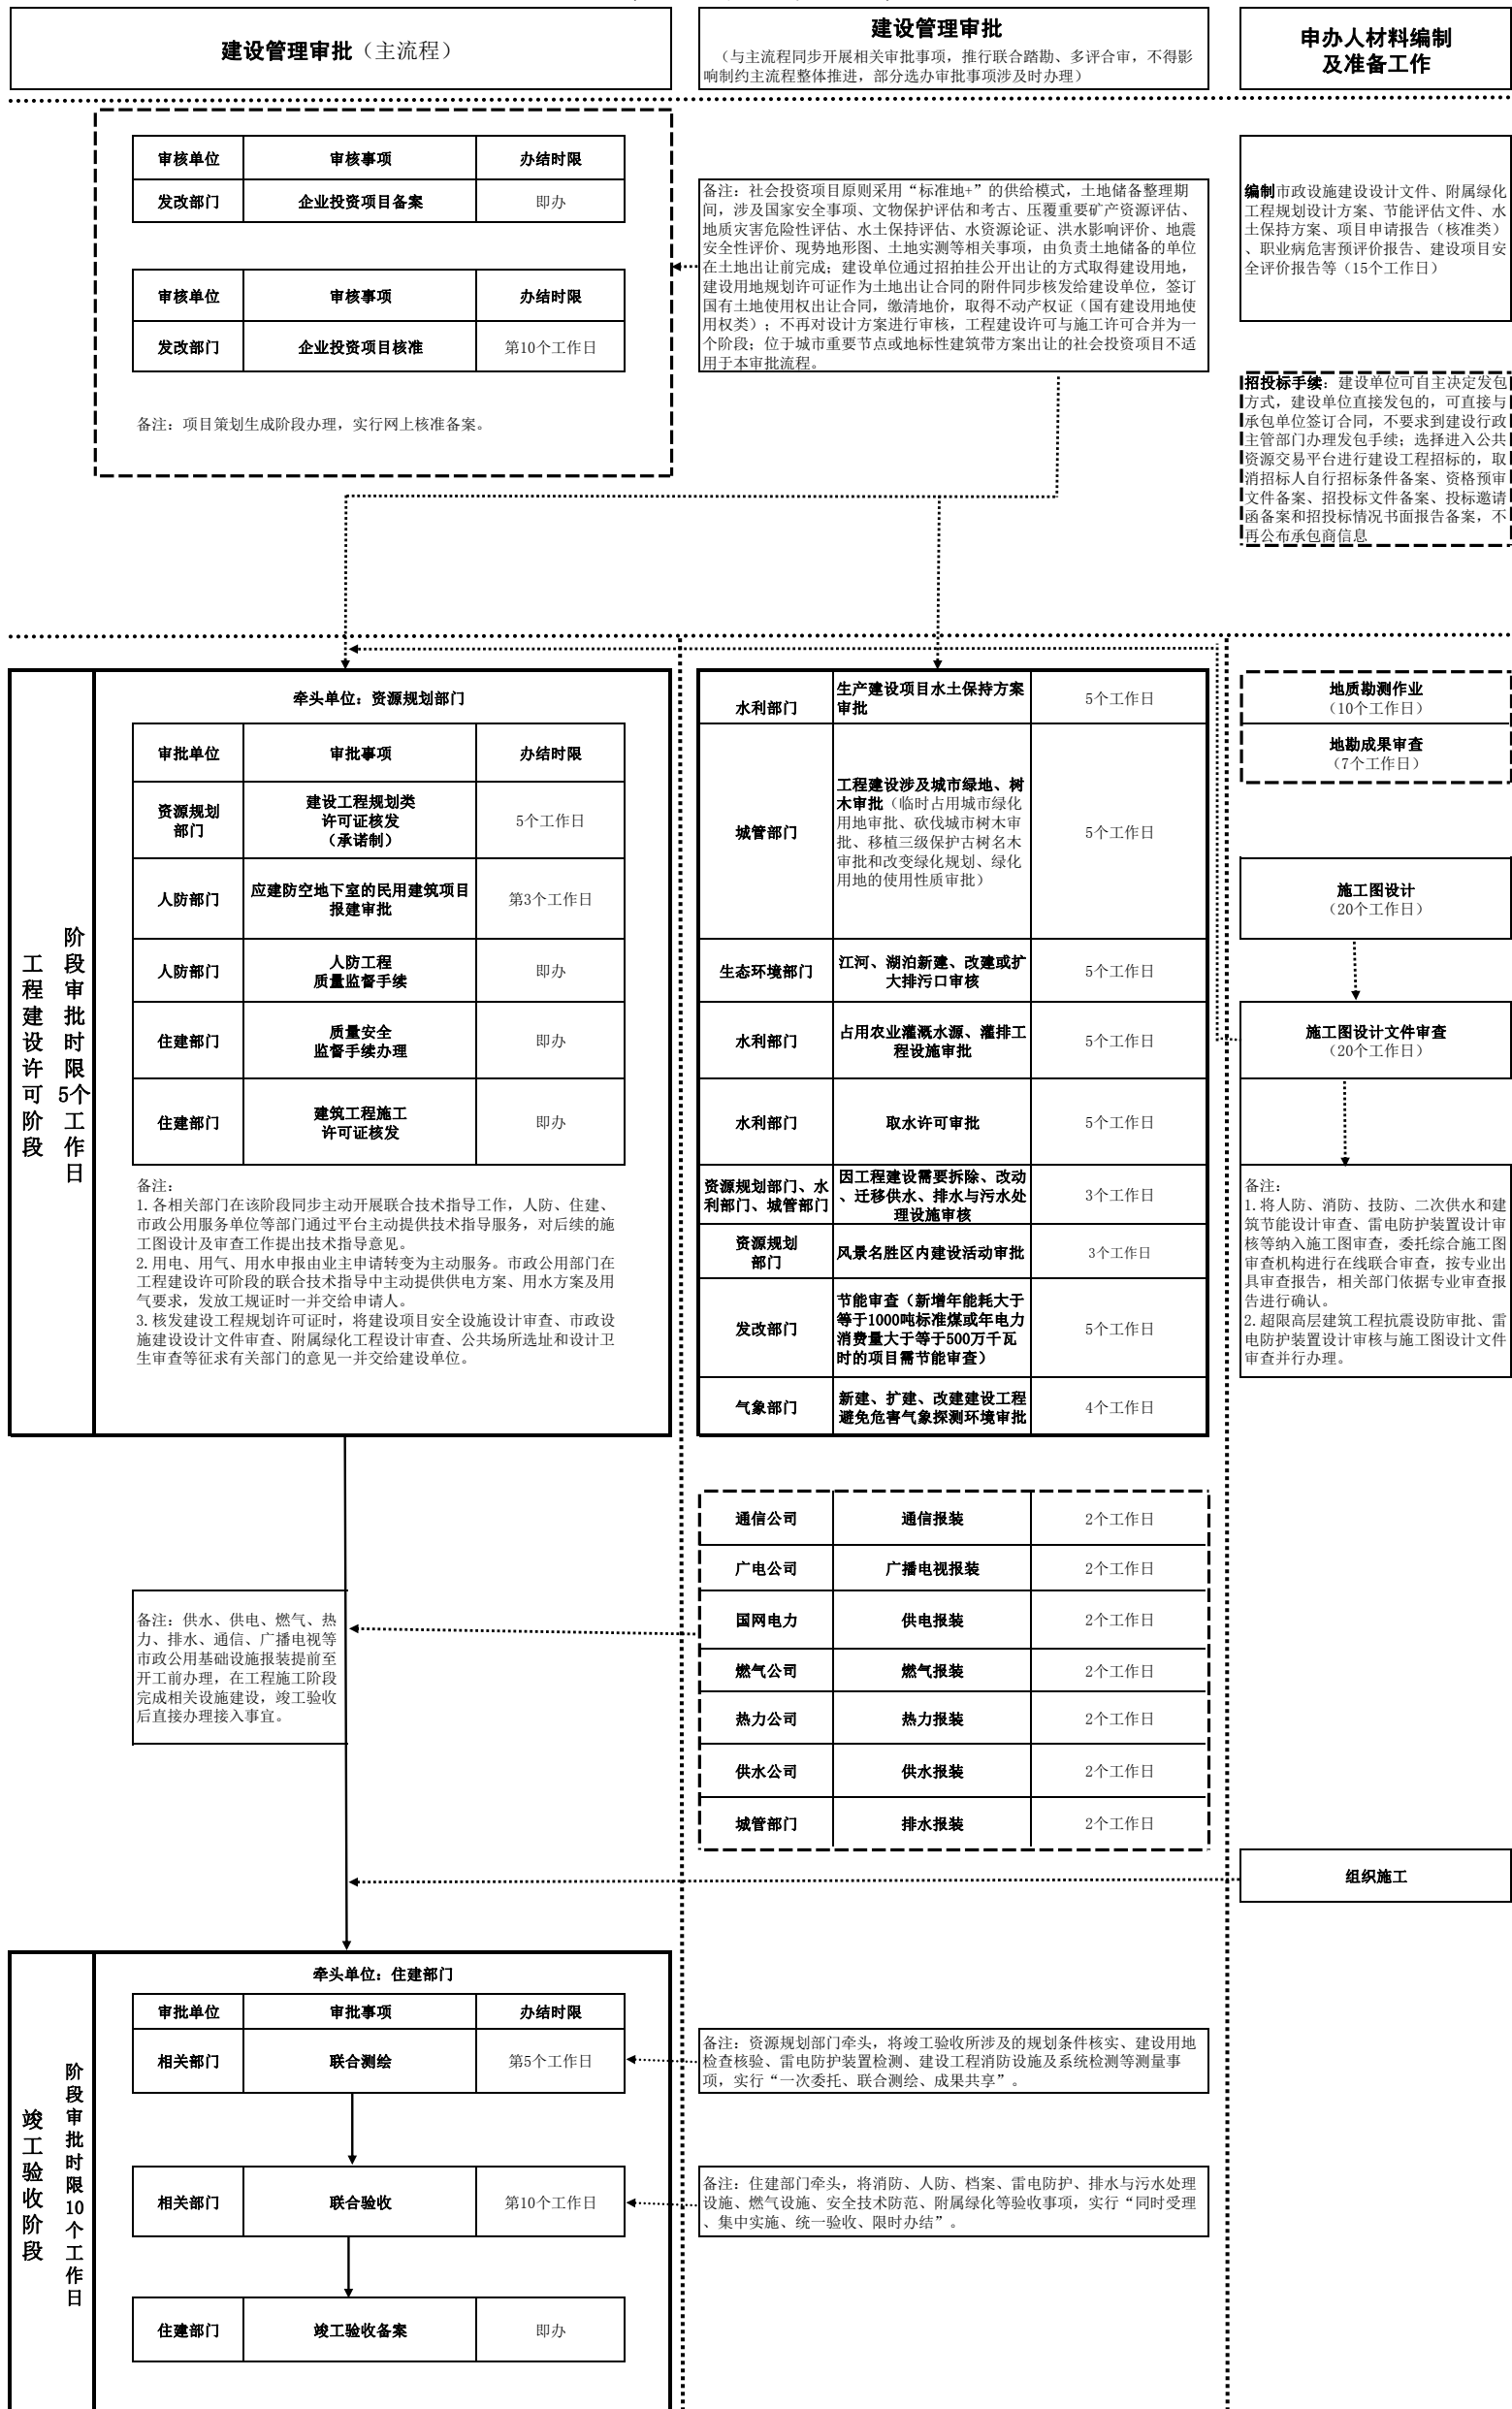 建设管理审批（主流程）
建设管理审批
（与主流程同步开展相关审批事项，推行联合踏勘、多评合审，不得影
响制约主流程整体推进，部分选办审批事项涉及时办理）
申办人材料编制
及准备工作
审核单位 审核事项 办结时限
发改部门 企业投资项目备案 即办
审核单位 审核事项 办结时限
发改部门 企业投资项目核准 第10个工作日
备注：项目策划生成阶段办理，实行网上核准备案。
备注：社会投资项目原则采用“标准地+”的供给模式，土地储备整理期
间，涉及国家安全事项、文物保护评估和考古、压覆重要矿产资源评估、
地质灾害危险性评估、水土保持评估、水资源论证、洪水影响评价、地震
安全性评价、现势地形图、土地实测等相关事项，由负责土地储备的单位
在土地出让前完成；建设单位通过招拍挂公开出让的方式取得建设用地，
建设用地规划许可证作为土地出让合同的附件同步核发给建设单位，签订
国有土地使用权出让合同，缴清地价，取得不动产权证（国有建设用地使
用权类）；不再对设计方案进行审核，工程建设许可与施工许可合并为一
个阶段；位于城市重要节点或地标性建筑带方案出让的社会投资项目不适
用于本审批流程。
编制市政设施建设设计文件、附属绿化
工程规划设计方案、节能评估文件、水
土保持方案、项目申请报告（核准类）
、职业病危害预评价报告、建设项目安
全评价报告等（15个工作日）
招投标手续：建设单位可自主决定发包
方式，建设单位直接发包的，可直接与
承包单位签订合同，不要求到建设行政
主管部门办理发包手续；选择进入公共
资源交易平台进行建设工程招标的，取
消招标人自行招标条件备案、资格预审
文件备案、招投标文件备案、投标邀请
函备案和招投标情况书面报告备案，不
再公布承包商信息
工程建设许可阶段
阶段审批时限5个工作日
牵头单位：资源规划部门
审批单位 审批事项 办结时限
资源规划
部门
建设工程规划类
许可证核发
（承诺制）
5个工作日
人防部门
应建防空地下室的民用建筑项目
报建审批
第3个工作日
人防部门
人防工程
质量监督手续
即办
住建部门
质量安全
监督手续办理
即办
住建部门
建筑工程施工
许可证核发
即办
备注：
1.各相关部门在该阶段同步主动开展联合技术指导工作，人防、住建、
市政公用服务单位等部门通过平台主动提供技术指导服务，对后续的施
工图设计及审查工作提出技术指导意见。
2.用电、用气、用水申报由业主申请转变为主动服务。市政公用部门在
工程建设许可阶段的联合技术指导中主动提供供电方案、用水方案及用
气要求，发放工规证时一并交给申请人。
3.核发建设工程规划许可证时，将建设项目安全设施设计审查、市政设
施建设设计文件审查、附属绿化工程设计审查、公共场所选址和设计卫
生审查等征求有关部门的意见一并交给建设单位。
水利部门
生产建设项目水土保持方案
审批
5个工作日
城管部门
工程建设涉及城市绿地、树
木审批（临时占用城市绿化
用地审批、砍伐城市树木审
批、移植三级保护古树名木
审批和改变绿化规划、绿化
用地的使用性质审批）
5个工作日
生态环境部门
江河、湖泊新建、改建或扩
大排污口审核
5个工作日
水利部门
占用农业灌溉水源、灌排工
程设施审批
5个工作日
水利部门 取水许可审批 5个工作日
资源规划部门、水
利部门、城管部门
因工程建设需要拆除、改动
、迁移供水、排水与污水处
理设施审核
3个工作日
资源规划
部门
风景名胜区内建设活动审批
3个工作日
发改部门
节能审查（新增年能耗大于
等于1000吨标准煤或年电力
消费量大于等于500万千瓦
时的项目需节能审查）
5个工作日
气象部门
新建、扩建、改建建设工程
避免危害气象探测环境审批
4个工作日
地质勘测作业
（10个工作日）
地勘成果审查
（7个工作日）
施工图设计
（20个工作日）
施工图设计文件审查
（20个工作日）
备注：
1.将人防、消防、技防、二次供水和建
筑节能设计审查、雷电防护装置设计审
核等纳入施工图审查，委托综合施工图
审查机构进行在线联合审查，按专业出
具审查报告，相关部门依据专业审查报
告进行确认。
2.超限高层建筑工程抗震设防审批、雷
电防护装置设计审核与施工图设计文件
审查并行办理。
通信公司 通信报装 2个工作日
广电公司 广播电视报装 2个工作日
国网电力 供电报装 2个工作日
燃气公司 燃气报装 2个工作日
热力公司 热力报装 2个工作日
供水公司 供水报装 2个工作日
城管部门 排水报装 2个工作日
备注：供水、供电、燃气、热
力、排水、通信、广播电视等
市政公用基础设施报装提前至
开工前办理，在工程施工阶段
完成相关设施建设，竣工验收
后直接办理接入事宜。
组织施工
竣工验收阶段
阶段审批时限10个工作日
牵头单位：住建部门
审批单位 审批事项 办结时限
相关部门 联合测绘 第5个工作日
备注：资源规划部门牵头，将竣工验收所涉及的规划条件核实、建设用地
检查核验、雷电防护装置检测、建设工程消防设施及系统检测等测量事
项，实行“一次委托、联合测绘、成果共享”。
相关部门 联合验收 第10个工作日
备注：住建部门牵头，将消防、人防、档案、雷电防护、排水与污水处理
设施、燃气设施、安全技术防范、附属绿化等验收事项，实行“同时受理
、集中实施、统一验收、限时办结”。
住建部门 竣工验收备案 即办